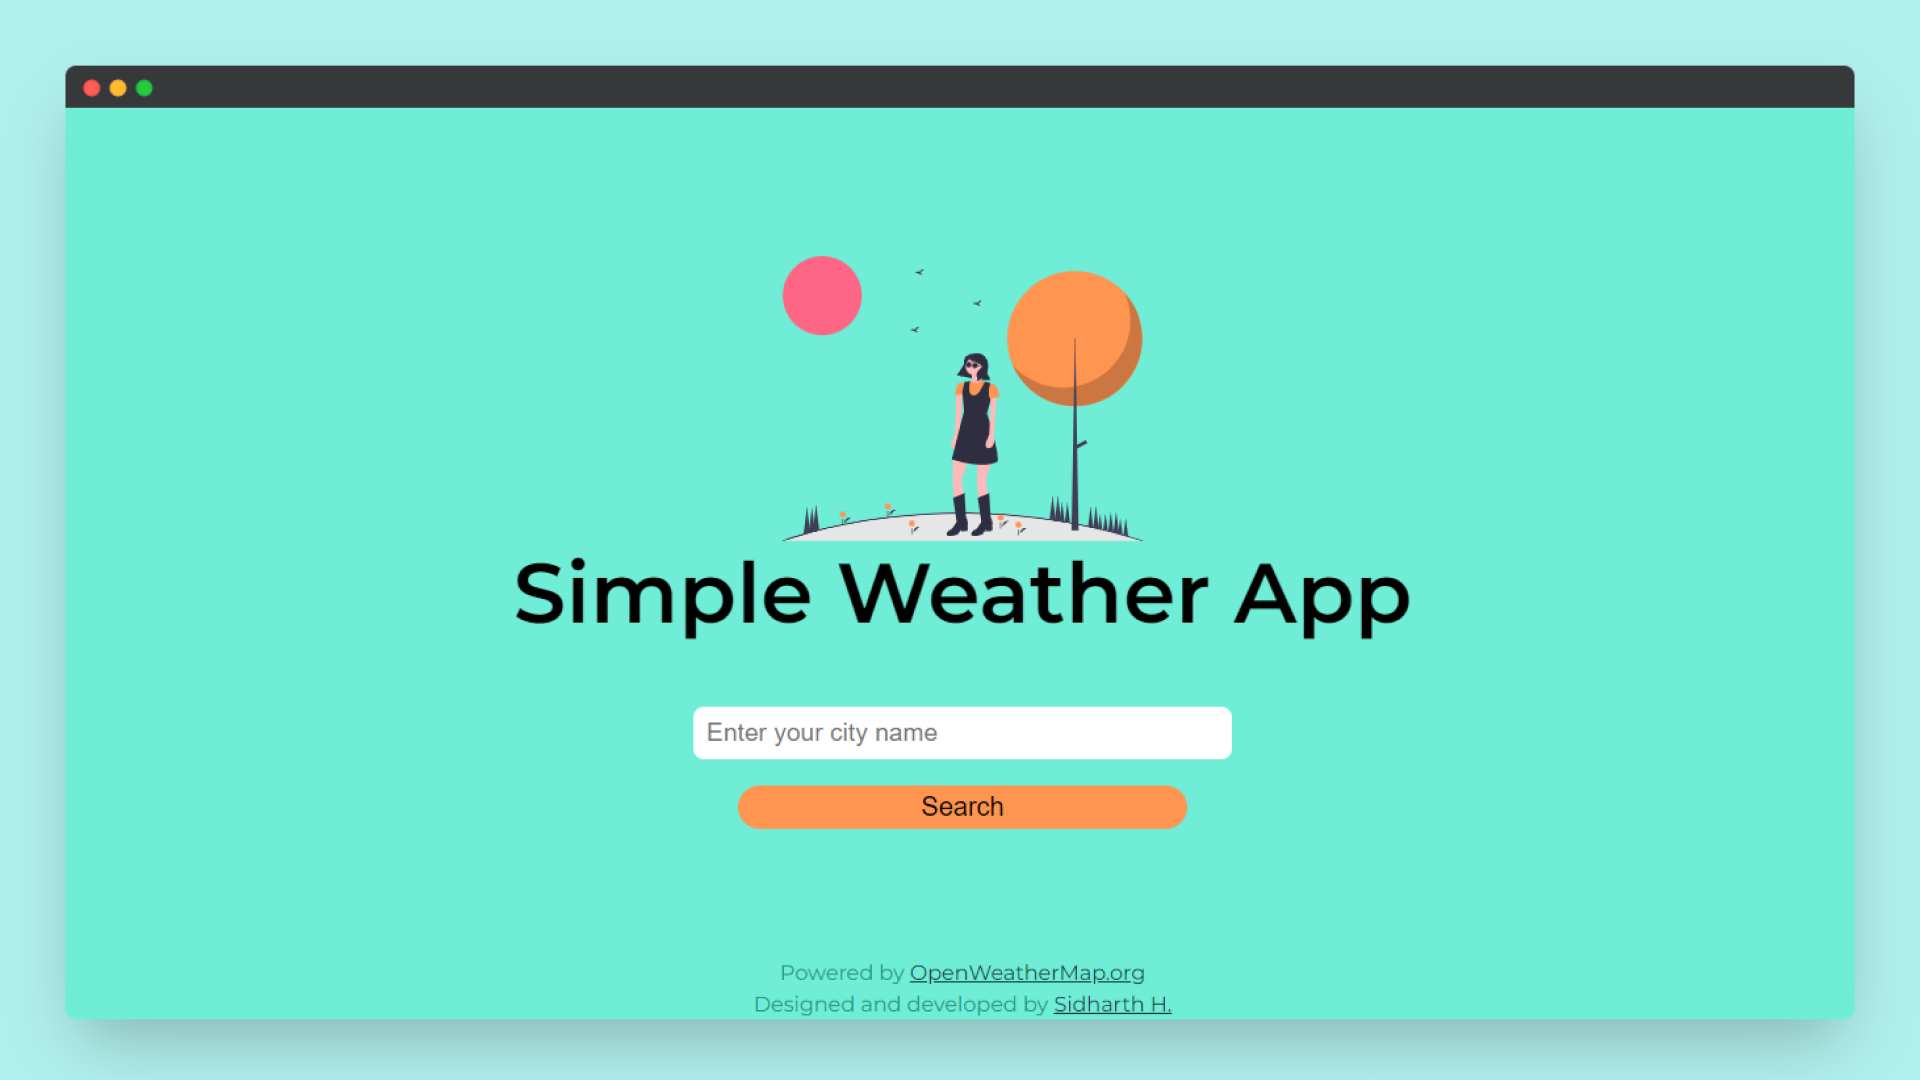 Simple Weather App
Enter your city name
Search
Powered by OpenWeatherMap.org
Designed and developed by Sidharth H.